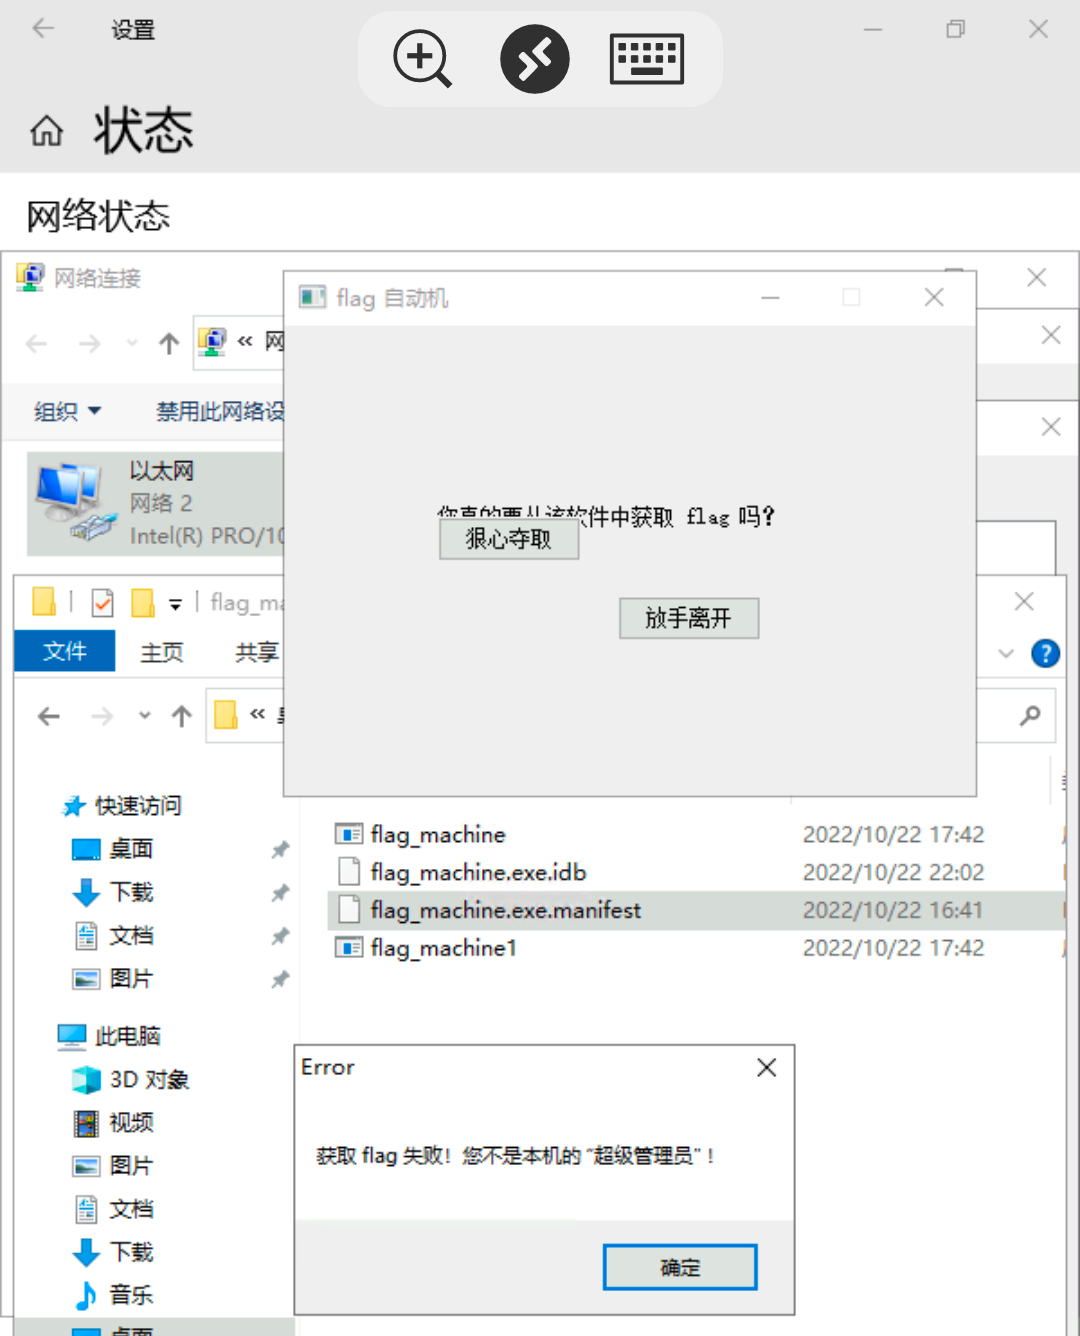 设置
状态
网络状态
网络连接
flag 自动机
« 网
组织
禁用此网络设
以太网
网络 2
Intel(R) PRO/10
你真的要从该软件中获取 flag 吗?
狠心夺取
放手离开
flag_ma
文件
主页
共享
«
快速访问
桌面
下载
文档
图片
flag_machine 2022/10/22 17:42
flag_machine.exe.idb 2022/10/22 22:02
flag_machine.exe.manifest 2022/10/22 16:41
flag_machine1 2022/10/22 17:42
此电脑
3D 对象
视频
图片
文档
下载
音乐
桌面
Error
获取 flag 失败！您不是本机的 “超级管理员”！
确定